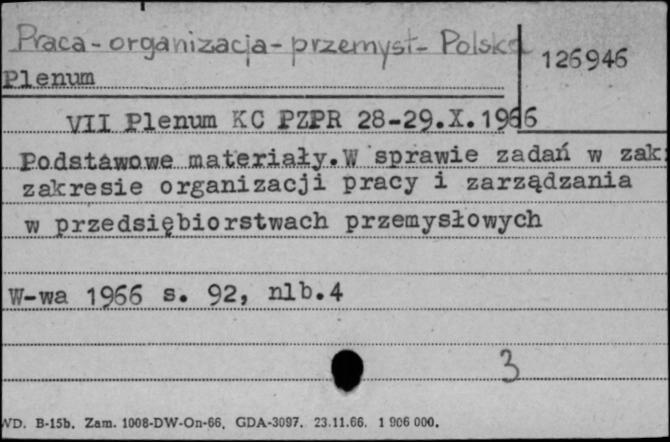 Praca - organizacja - przemysł - Polska
126946
Plenum
VII Plenum KC PZPR 28-29.X.1966
Podstawowe materiały.W sprawie zadań w zak
zakresie organizacji pracy i zarządzania
w przedsiębiorstwach przemysłowych
W-wa 1966 s. 92, nlb.4
3
WD. B-15b. Zam. 1008-DW-On-66. GDA-3097. 23.11.66. 1 906 000.